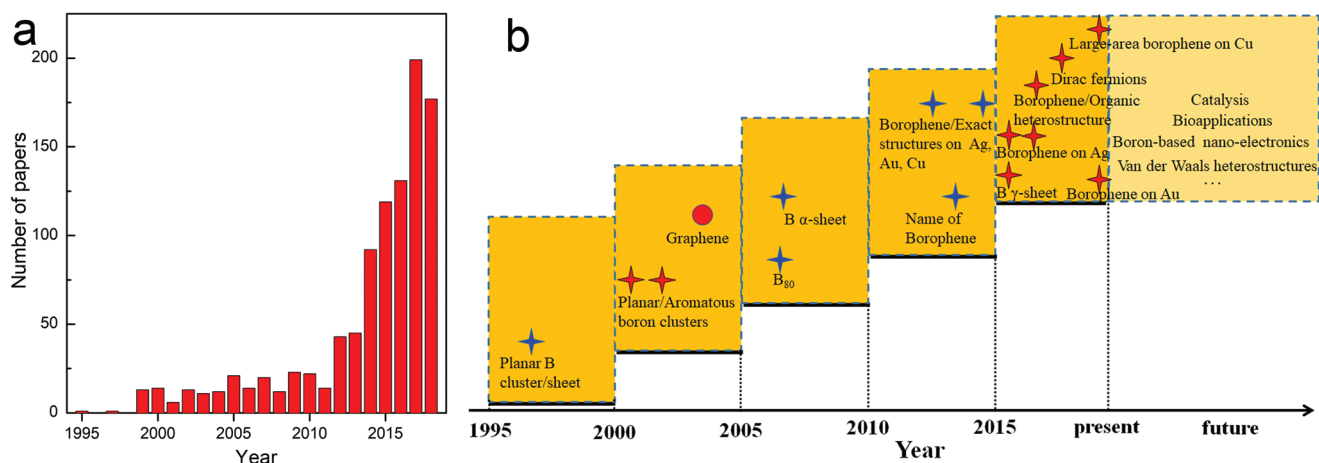 a
Number of papers
200
150
100
50
0
1995
2000
2005
2010
2015
Year
b
Large-area borophene on Cu
Dirac fermions
Borophene/Organic
heterostructure
Borophene on Ag
B γ-sheet
Borophene on Au
Catalysis
Bioapplications
Boron-based nano-electronics
Van der Waals heterostructures
...
Borophene/Exact
structures on Ag,
Au, Cu
Name of
Borophene
B α-sheet
B80
Graphene
Planar/Aromatous
boron clusters
Planar B
cluster/sheet
1995
2000
2005
2010
2015
present
future
Year